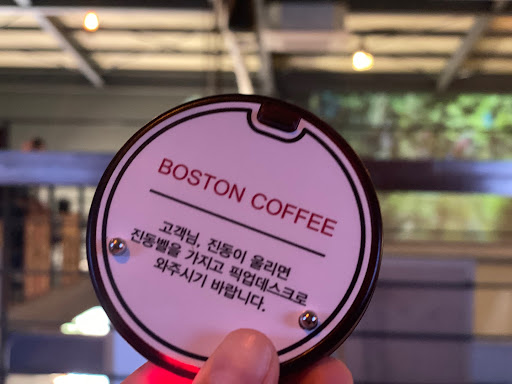 BOSTON COFFEE
고객님, 진동이 울리면
진동벨을 가지고 픽업데스크로
와주시기 바랍니다.